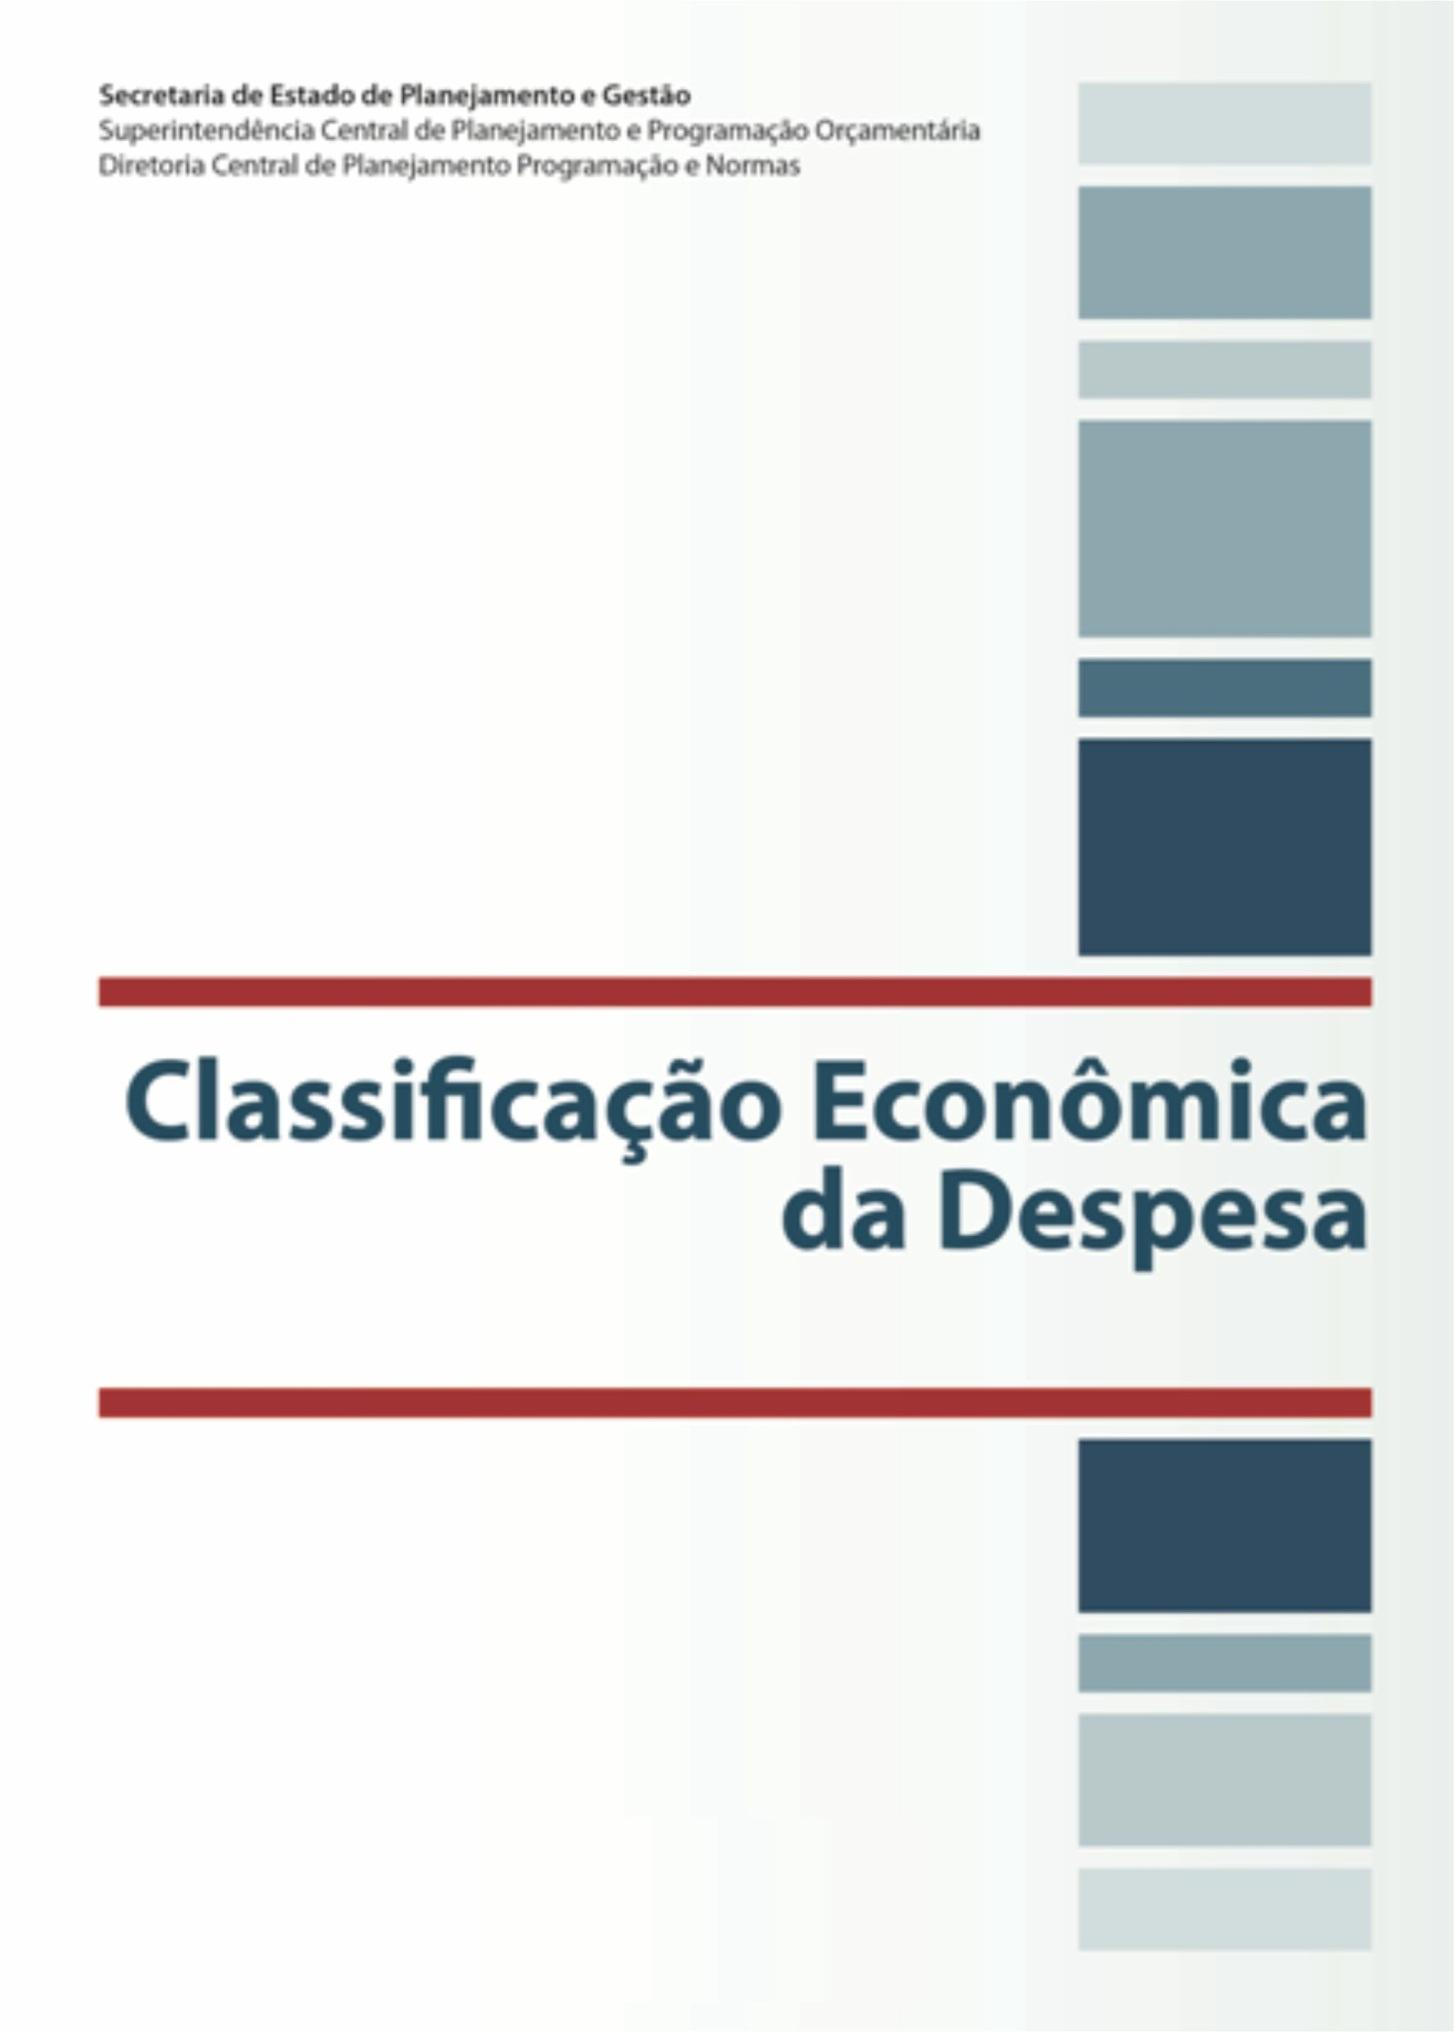 Secretaria de Estado de Planejamento e Gestão
Superintendência Central de Planejamento e Programação Orçamentária
Diretoria Central de Planejamento Programação e Normas
Classificação Econômica
da Despesa